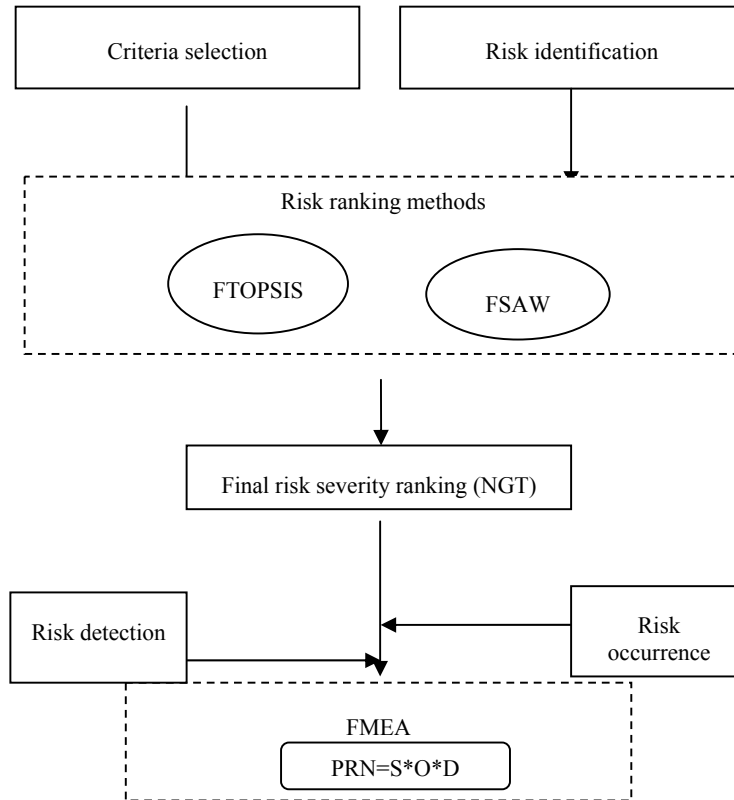 Criteria selection
Risk identification
Risk ranking methods
FTOPSIS
FSAW
Final risk severity ranking (NGT)
Risk detection
Risk
occurrence
FMEA
PRN=S*O*D